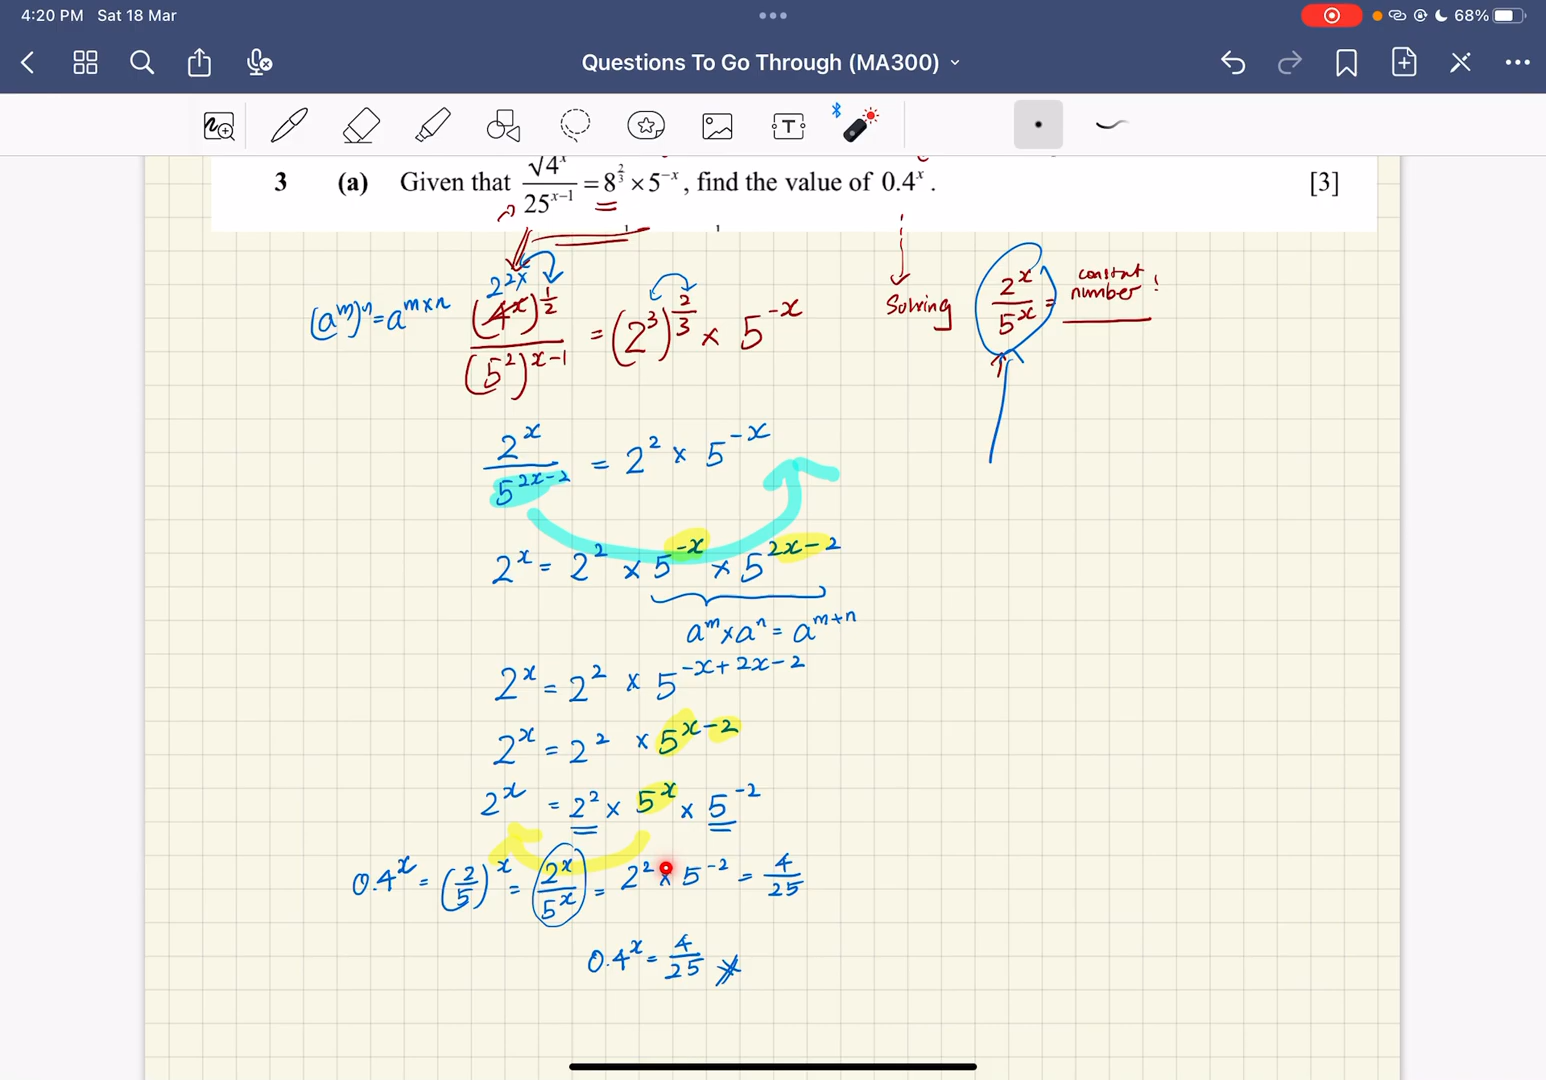 4:20 PM Sat 18 Mar
68%
Questions To Go Through (MA300)
3 (a) Given that √4^x / 25^(x−1) = 8^(2/3) × 5^(−x), find the value of 0.4^x. [3]
(a^m)^n = a^(m×n)
2^(2x)
(4^x)^(1/2) / (5^2)^(x−1) = (2^3)^(2/3) × 5^(−x)
Solving 2^x / 5^x = constant number!
2^x / 5^(2x−2) = 2^2 × 5^(−x)
2^x = 2^2 × 5^(−x) × 5^(2x−2)
a^m × a^n = a^(m+n)
2^x = 2^2 × 5^(−x+2x−2)
2^x = 2^2 × 5^(x−2)
2^x = 2^2 × 5^x × 5^(−2)
0.4^x = (2/5)^x = 2^x / 5^x = 2^2 × 5^(−2) = 4/25
0.4^x = 4/25